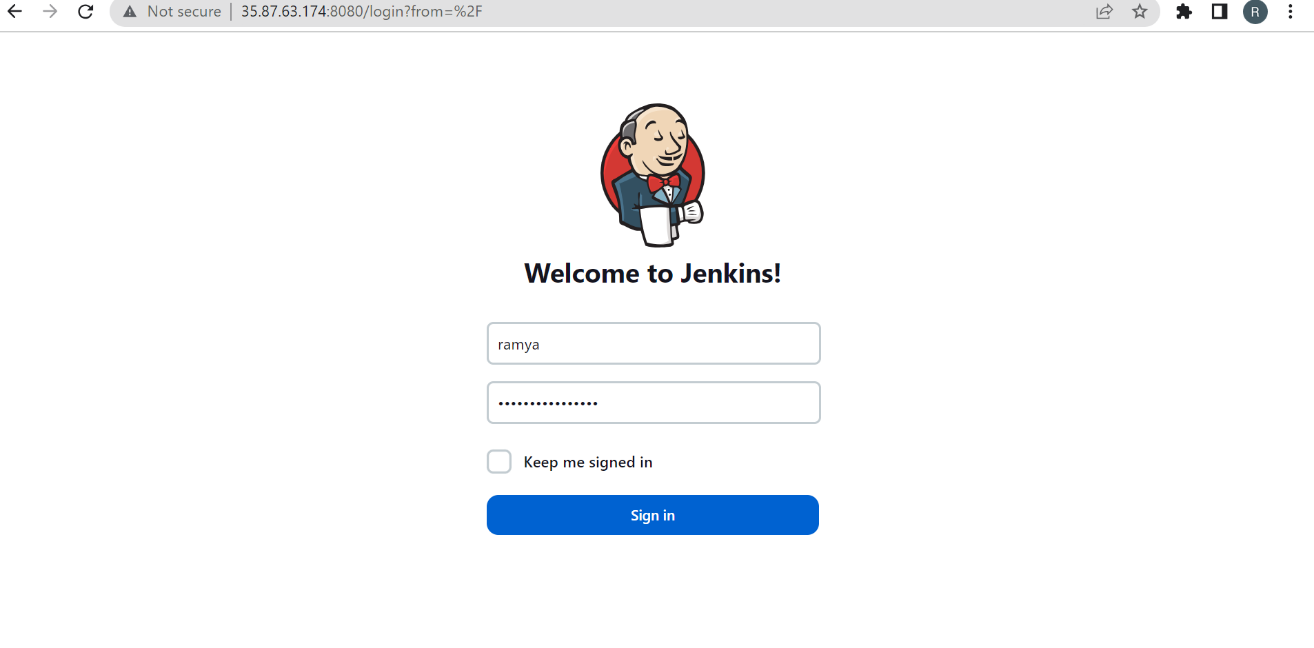 Not secure | 35.87.63.174:8080/login?from=%2F
R
Welcome to Jenkins!
ramya
••••••••••••••••
Keep me signed in
Sign in